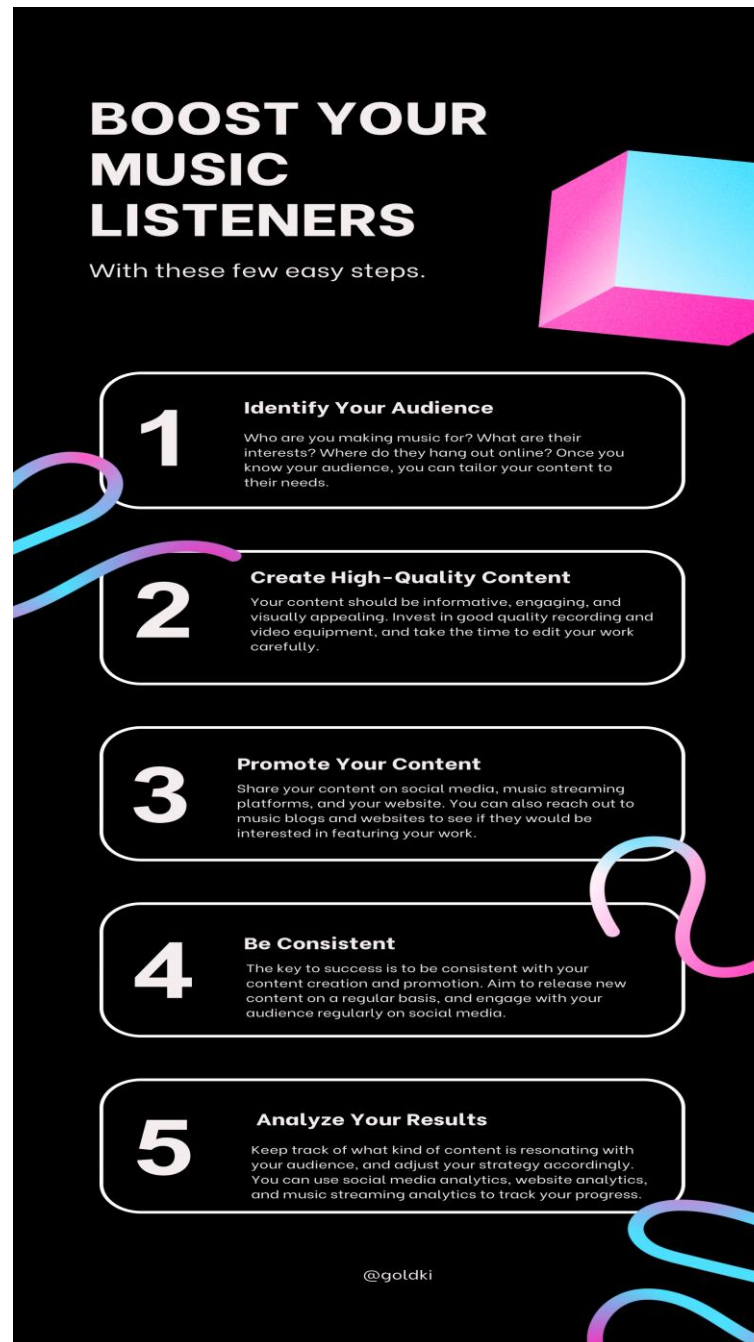 BOOST YOUR
MUSIC
LISTENERS
With these few easy steps.
1
Identify Your Audience
Who are you making music for? What are their
interests? Where do they hang out online? Once you
know your audience, you can tailor your content to
their needs.
2
Create High-Quality Content
Your content should be informative, engaging, and
visually appealing. Invest in good quality recording and
video equipment, and take the time to edit your work
carefully.
3
Promote Your Content
Share your content on social media, music streaming
platforms, and your website. You can also reach out to
music blogs and websites to see if they would be
interested in featuring your work.
4
Be Consistent
The key to success is to be consistent with your
content creation and promotion. Aim to release new
content on a regular basis, and engage with your
audience regularly on social media.
5
Analyze Your Results
Keep track of what kind of content is resonating with
your audience, and adjust your strategy accordingly.
You can use social media analytics, website analytics,
and music streaming analytics to track your progress.
@goldki